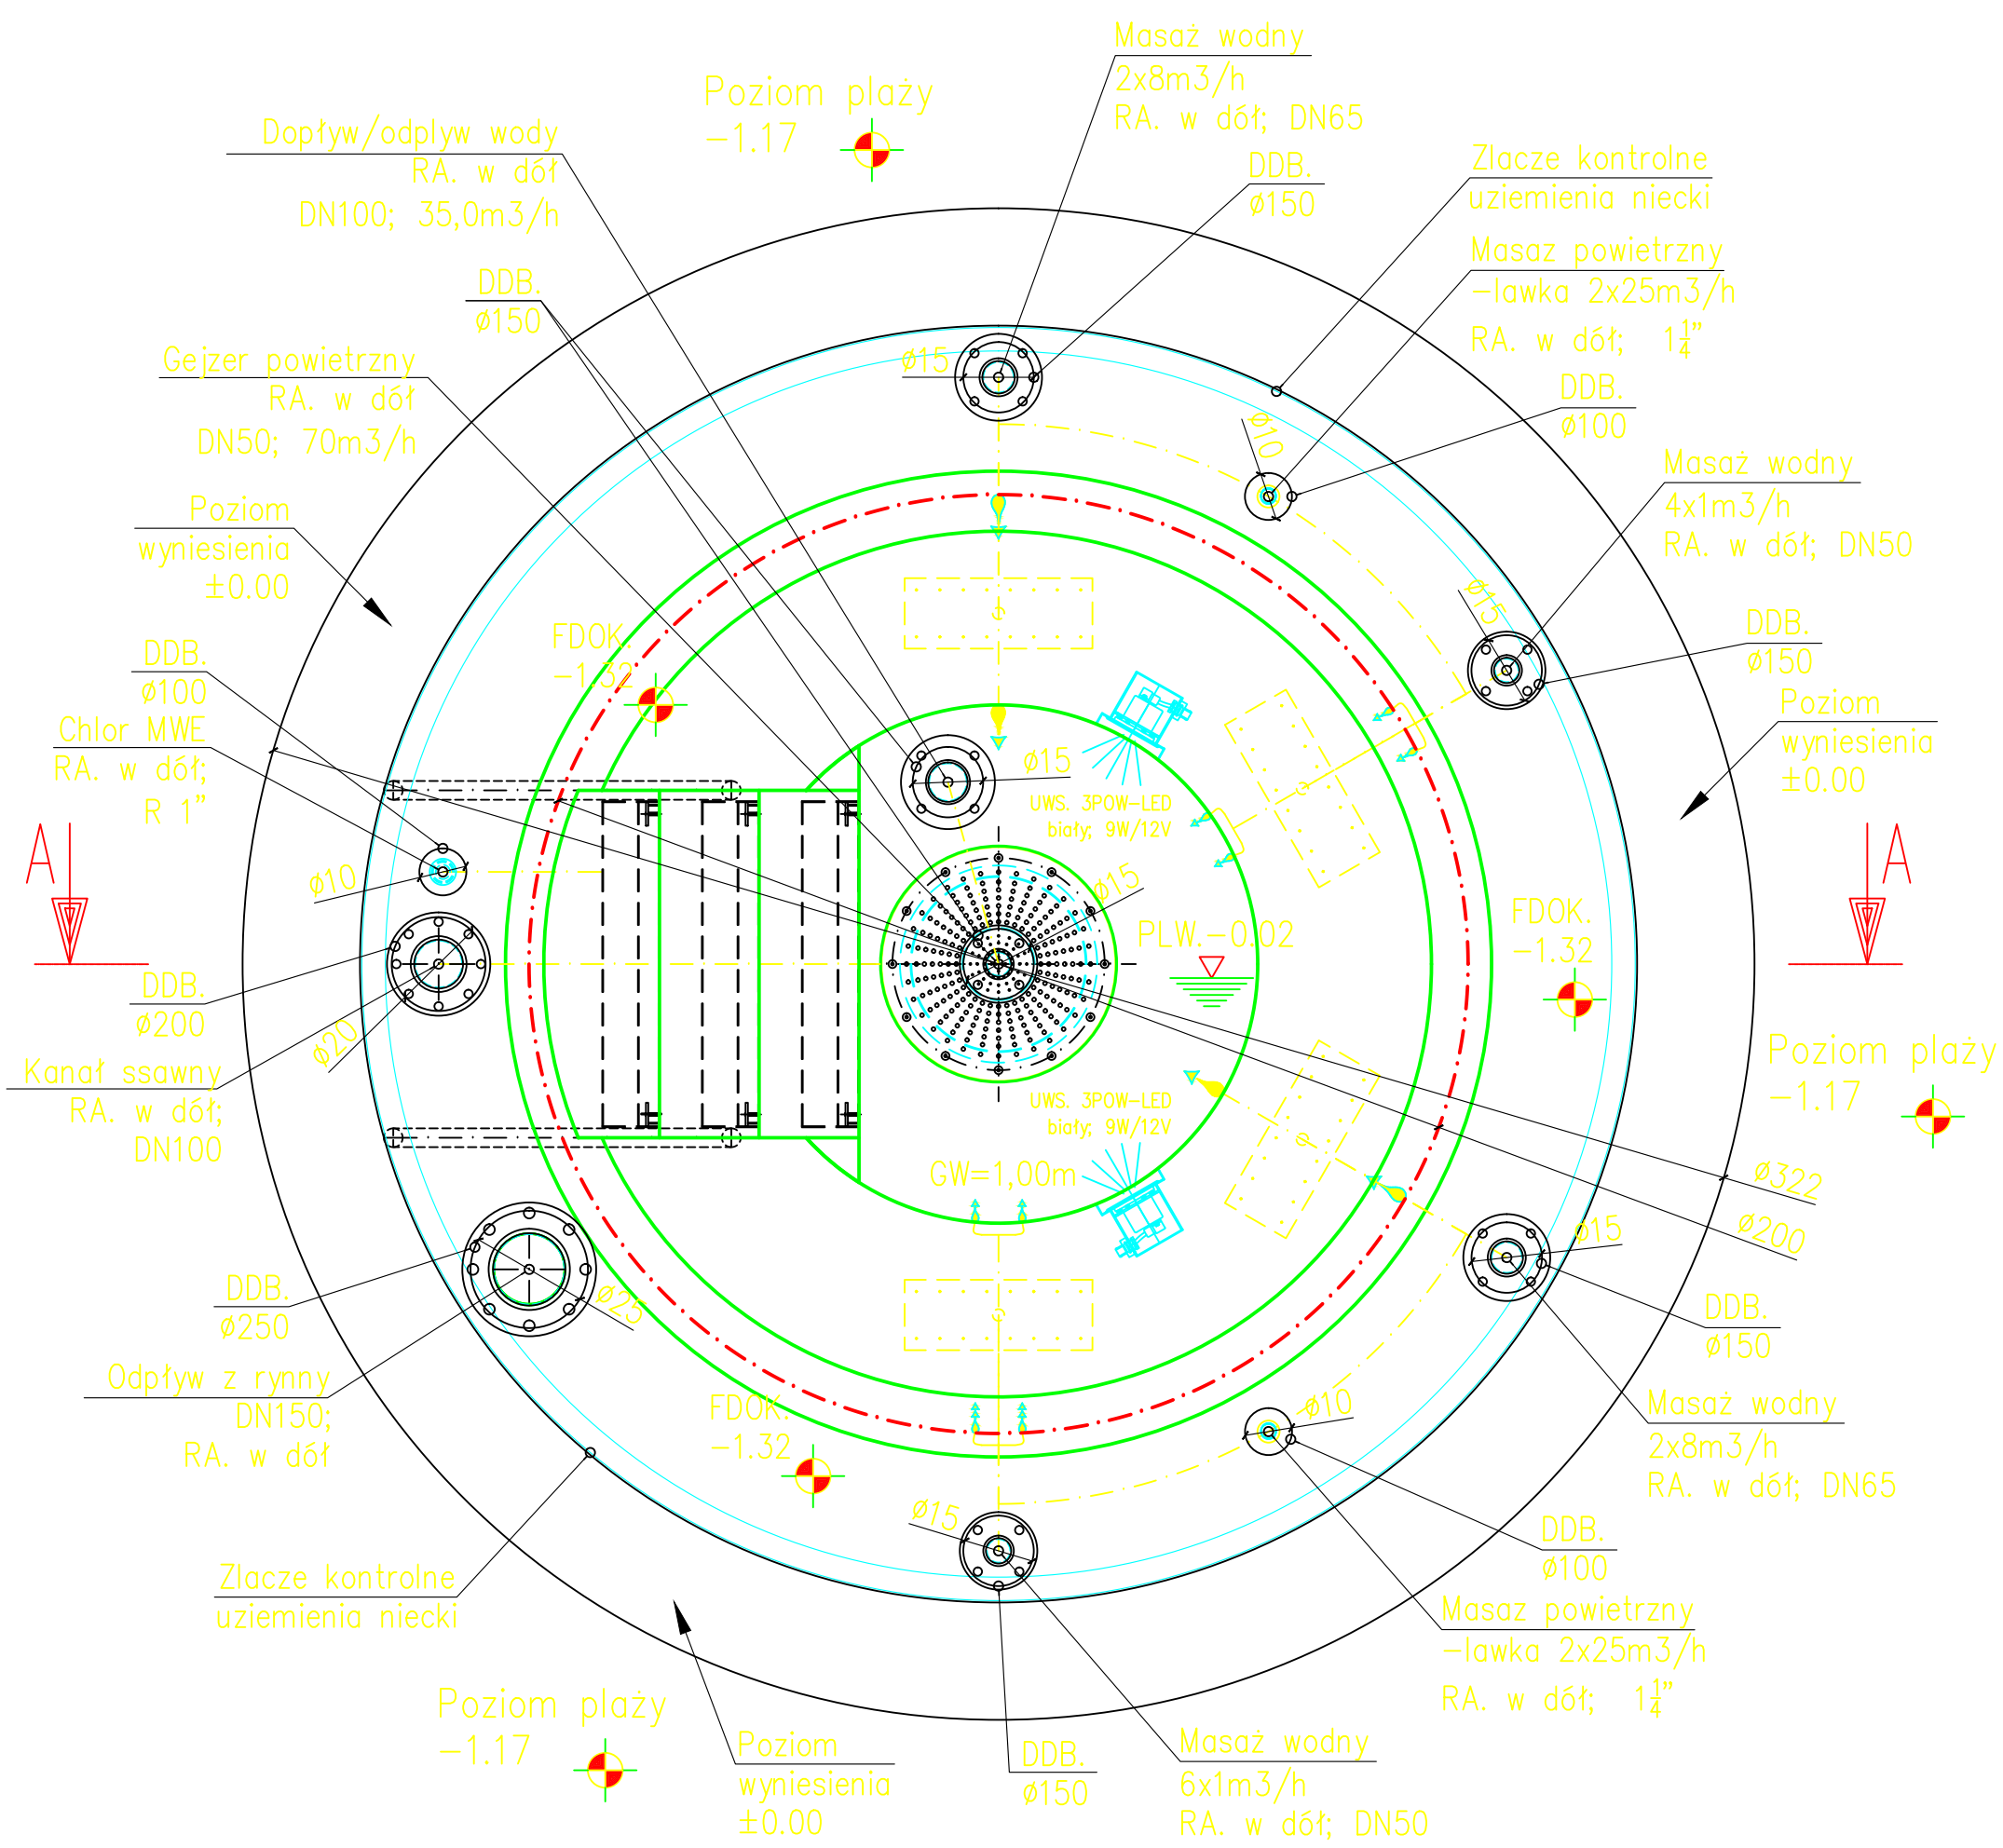 Masaż wodny
2x8m3/h
RA. w dół; DN65
Poziom plaży
-1.17
Dopływ/odplyw wody
RA. w dół
DN100; 35,0m3/h
DDB.
ø150
Zlacze kontrolne
uziemienia niecki
Masaz powietrzny
-lawka 2x25m3/h
RA. w dół; 1¼"
DDB.
ø150
Gejzer powietrzny
RA. w dół
DN50; 70m3/h
ø15
DDB.
ø100
ø10
Masaż wodny
4x1m3/h
RA. w dół; DN50
Poziom
wyniesienia
±0.00
ø15
FDOK.
-1.32
DDB.
ø150
DDB.
ø100
Poziom
wyniesienia
±0.00
Chlor MWE
RA. w dół;
R 1"
ø15
UWS. 3POW-LED
biały; 9W/12V
A
A
ø10
ø15
PLW.-0.02
FDOK.
-1.32
DDB.
ø200
ø20
Kanał ssawny
RA. w dół;
DN100
Poziom plaży
-1.17
UWS. 3POW-LED
biały; 9W/12V
GW=1,00m
ø322
ø200
ø15
DDB.
ø250
ø25
DDB.
ø150
Odpływ z rynny
DN150;
RA. w dół
FDOK.
-1.32
ø10
Masaż wodny
2x8m3/h
RA. w dół; DN65
ø15
DDB.
ø100
Zlacze kontrolne
uziemienia niecki
Masaz powietrzny
-lawka 2x25m3/h
RA. w dół; 1¼"
Poziom plaży
-1.17
Poziom
wyniesienia
±0.00
DDB.
ø150
Masaż wodny
6x1m3/h
RA. w dół; DN50